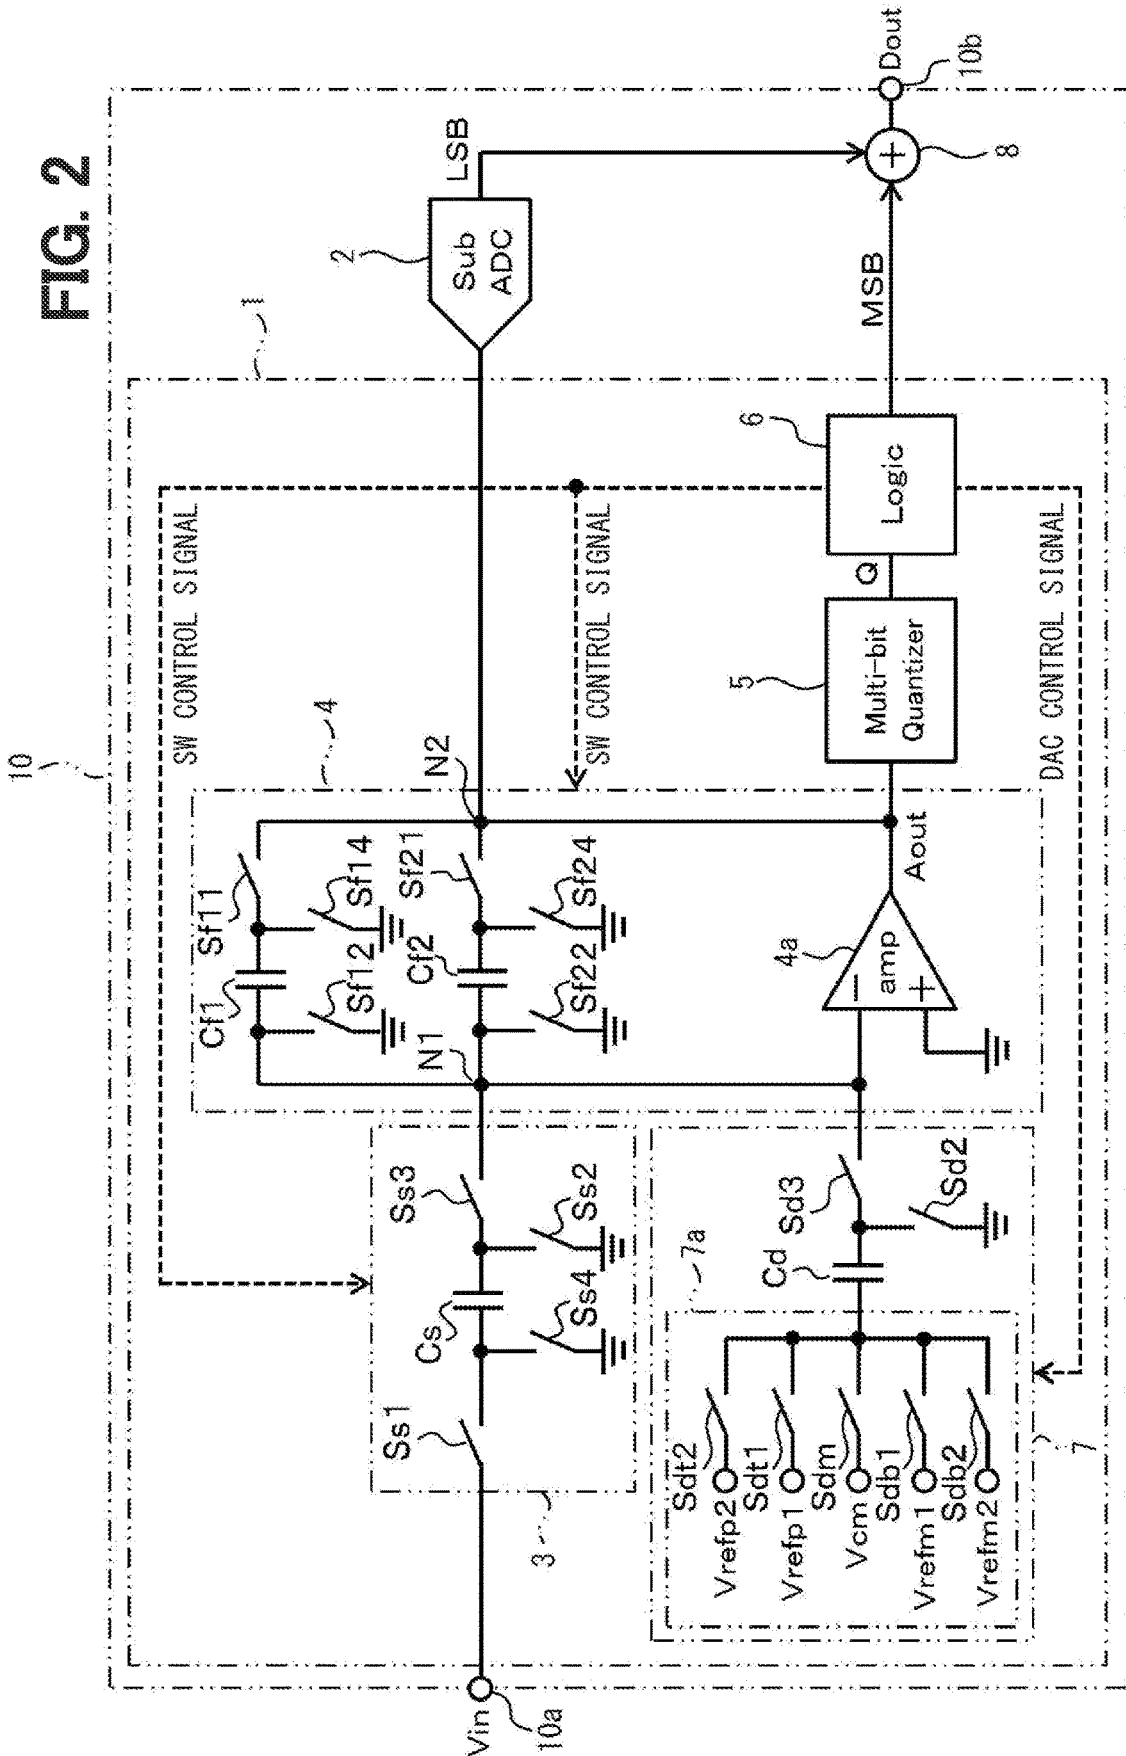 FIG. 2
10
1
SW CONTROL SIGNAL
4
Sf11
Cf1
Sf12
Sf14
N2
2
Sub
ADC
LSB
SW CONTROL SIGNAL
Sf21
Cf2
Sf22
Sf24
N1
Ss3
Cs
Ss2
Ss4
Ss1
3
Vin
10a
4a
amp
−
+
Aout
5
Multi-bit
Quantizer
Q
6
Logic
MSB
+
8
Dout
10b
DAC CONTROL SIGNAL
7a
Sd3
Cd
Sd2
Sdt2
Vrefp2
Sdt1
Vrefp1
Sdm
Vcm
Sdb1
Vrefm1
Sdb2
Vrefm2
7